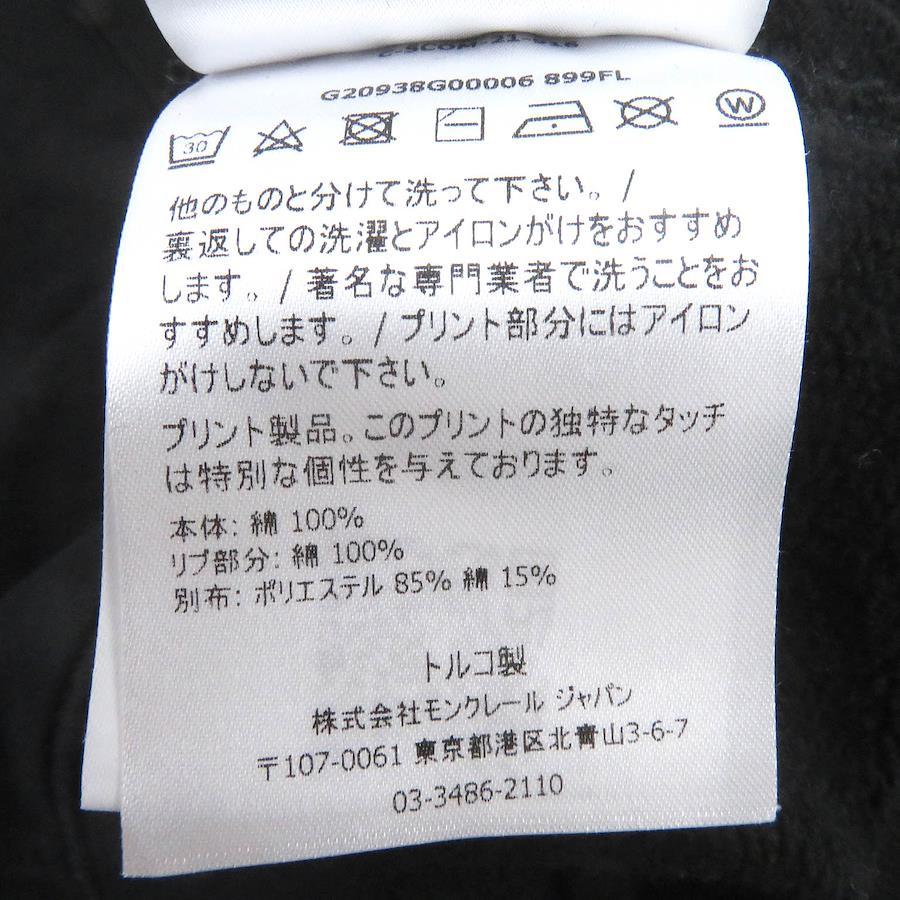 G20938G00006 899FL
30
W
他のものと分けて洗って下さい。/
裏返しての洗濯とアイロンがけをおすすめ
します。/ 著名な専門業者で洗うことをお
すすめします。/ プリント部分にはアイロン
がけしないで下さい。
プリント製品。このプリントの独特なタッチ
は特別な個性を与えております。
本体: 綿 100%
リブ部分: 綿 100%
別布: ポリエステル 85% 綿 15%
トルコ製
株式会社モンクレール ジャパン
〒107-0061 東京都港区北青山3-6-7
03-3486-2110